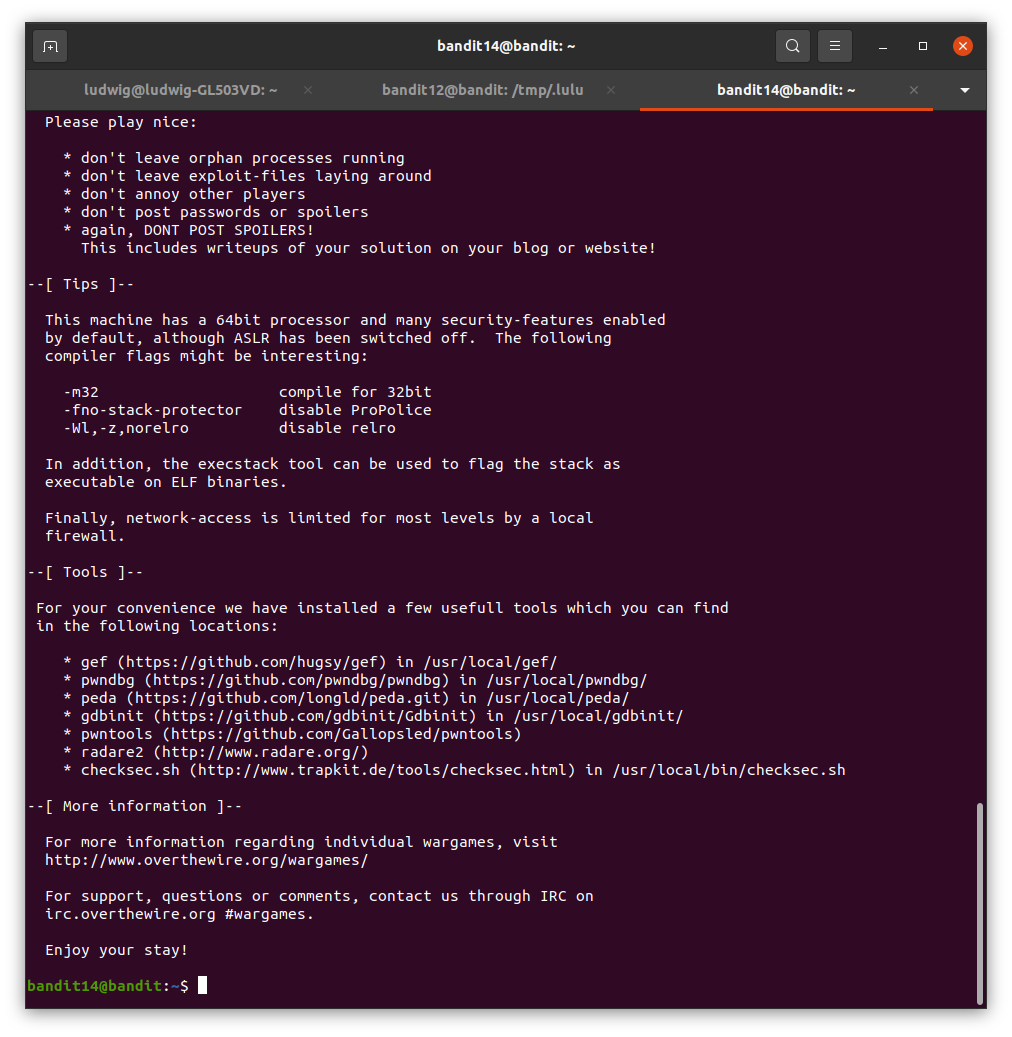 bandit14@bandit: ~
ludwig@ludwig-GL503VD: ~
bandit12@bandit: /tmp/.lulu
bandit14@bandit: ~
Please play nice:
* don't leave orphan processes running
* don't leave exploit-files laying around
* don't annoy other players
* don't post passwords or spoilers
* again, DONT POST SPOILERS!
This includes writeups of your solution on your blog or website!
--[ Tips ]--
This machine has a 64bit processor and many security-features enabled
by default, although ASLR has been switched off.  The following
compiler flags might be interesting:
-m32                    compile for 32bit
-fno-stack-protector    disable ProPolice
-Wl,-z,norelro          disable relro
In addition, the execstack tool can be used to flag the stack as
executable on ELF binaries.
Finally, network-access is limited for most levels by a local
firewall.
--[ Tools ]--
For your convenience we have installed a few usefull tools which you can find
in the following locations:
* gef (https://github.com/hugsy/gef) in /usr/local/gef/
* pwndbg (https://github.com/pwndbg/pwndbg) in /usr/local/pwndbg/
* peda (https://github.com/longld/peda.git) in /usr/local/peda/
* gdbinit (https://github.com/gdbinit/Gdbinit) in /usr/local/gdbinit/
* pwntools (https://github.com/Gallopsled/pwntools)
* radare2 (http://www.radare.org/)
* checksec.sh (http://www.trapkit.de/tools/checksec.html) in /usr/local/bin/checksec.sh
--[ More information ]--
For more information regarding individual wargames, visit
http://www.overthewire.org/wargames/
For support, questions or comments, contact us through IRC on
irc.overthewire.org #wargames.
Enjoy your stay!
bandit14@bandit:~$